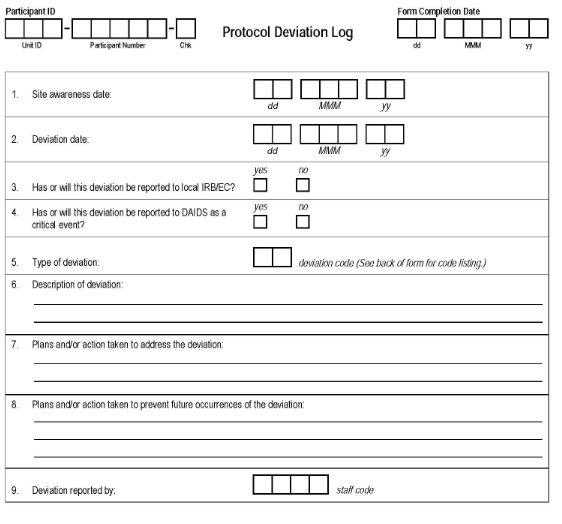 Participant ID
Form Completion Date
Protocol Deviation Log
- -
Unit ID Participant Number Chk
dd MMM yy
1. Site awareness date:
dd MMM yy
2. Deviation date:
dd MMM yy
yes no
3. Has or will this deviation be reported to local IRB/EC?
yes no
4. Has or will this deviation be reported to DAIDS as a
critical event?
5. Type of deviation: deviation code (See back of form for code listing.)
6. Description of deviation:
7. Plans and/or action taken to address the deviation:
8. Plans and/or action taken to prevent future occurrences of the deviation:
9. Deviation reported by: staff code